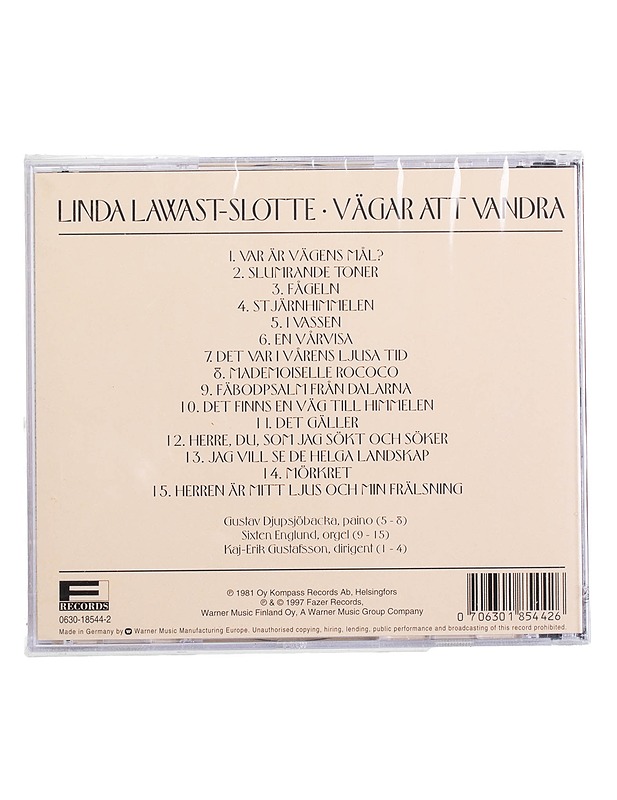 LINDA LAWAST-SLOTTE · VÄGAR ATT VANDRA
1. VAR ÄR VÄGENS MÅL?
2. SLUMRANDE TONER
3. FÅGELN
4. STJÄRNHIMMELEN
5. I VASSEN
6. EN VÅRVISA
7. DET VAR I VÅRENS LJUSA TID
8. MADEMOISELLE ROCOCO
9. FÄBODPSALM FRÅN DALARNA
10. DET FINNS EN VÄG TILL HIMMELEN
11. DET GÄLLER
12. HERRE, DU, SOM JAG SÖKT OCH SÖKER
13. JAG VILL SE DE HELGA LANDSKAP
14. MÖRKRET
15. HERREN ÄR MITT LJUS OCH MIN FRÄLSNING
Gustav Djupsjöbacka, paino (5 - 8)
Sixten Englund, orgel (9 - 15)
Kaj-Erik Gustafsson, dirigent (1 - 4)
F
RECORDS
0630-18544-2
℗ 1981 Oy Kompass Records Ab, Helsingfors
℗ & © 1997 Fazer Records,
Warner Music Finland Oy, A Warner Music Group Company
0 706301 854426
Made in Germany by Warner Music Manufacturing Europe. Unauthorised copying, hiring, lending, public performance and broadcasting of this record prohibited.